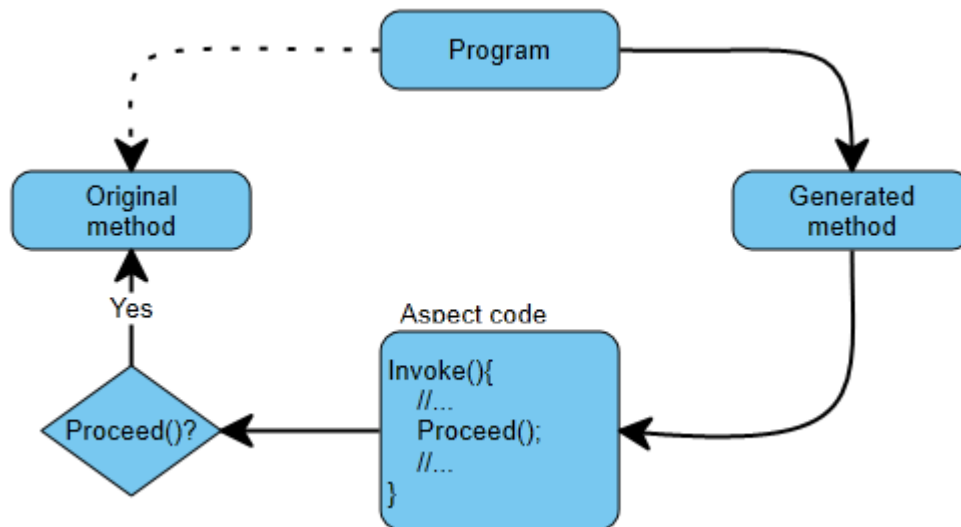 Program
Original
method
Generated
method
Yes
Aspect code
Invoke(){
//...
Proceed();
//...
}
Proceed()?